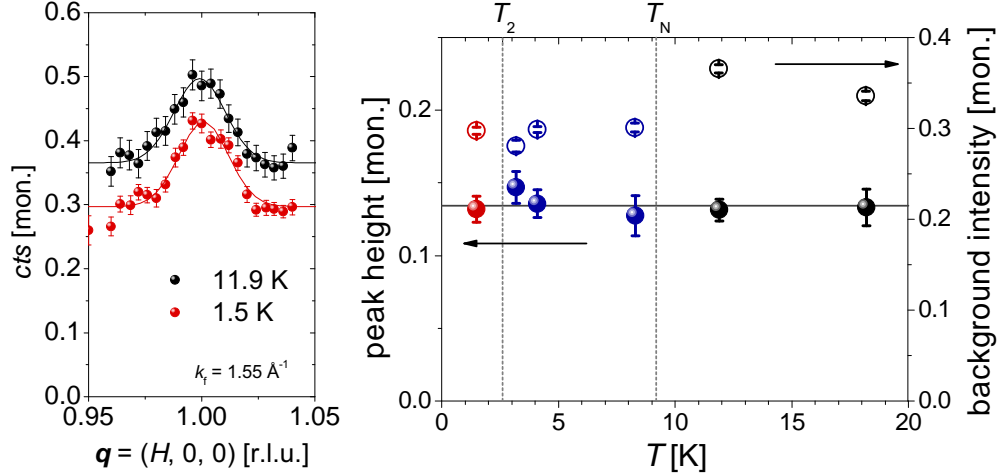 0.6
0.5
0.4
0.3
0.2
0.1
0.0
cts [mon.]
11.9 K
1.5 K
k_f = 1.55 Å⁻¹
0.95 1.00 1.05
q = (H, 0, 0) [r.l.u.]
T₂ T_N
0.2
0.1
0.0
peak height [mon.]
0.4
0.3
0.2
0.1
0.0
background intensity [mon.]
0 5 10 15 20
T [K]